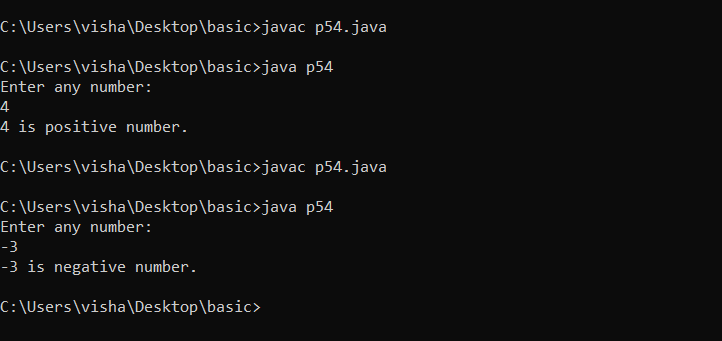 C:\Users\visha\Desktop\basic>javac p54.java
C:\Users\visha\Desktop\basic>java p54
Enter any number:
4
4 is positive number.
C:\Users\visha\Desktop\basic>javac p54.java
C:\Users\visha\Desktop\basic>java p54
Enter any number:
-3
-3 is negative number.
C:\Users\visha\Desktop\basic>